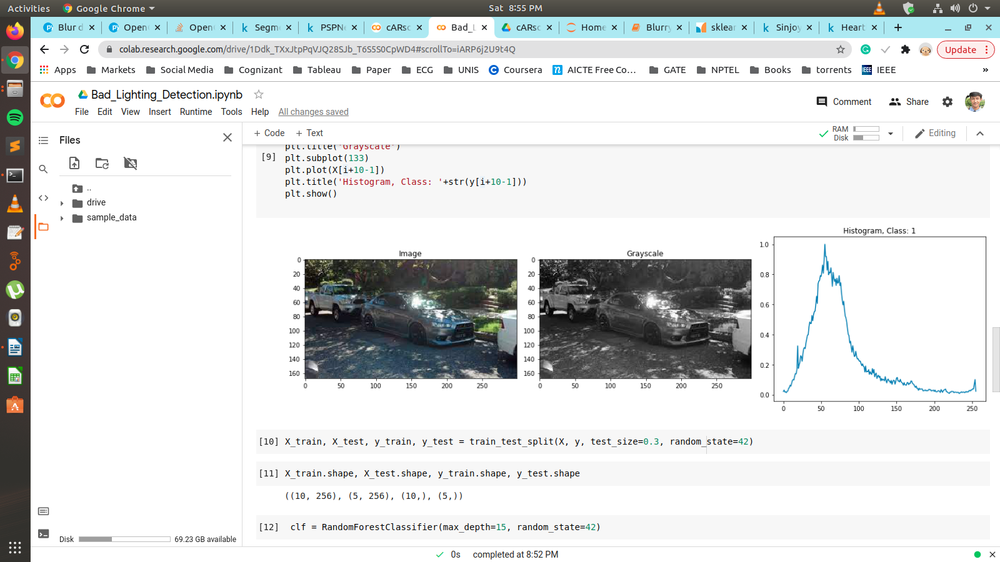 Activities Google Chrome Sat 8:55 PM
Blur d Open Open Segm PSPNe cARsc Bad_L cARsc Home Blurry sklear Sinjoy Heart
colab.research.google.com/drive/1Ddk_TXxJtpPqVJQ28SJb_T6S5S0CpWD4#scrollTo=iARP6j2U9t4Q Update
Apps Markets Social Media Cognizant Tableau Paper ECG UNIS Coursera AICTE Free Co... GATE NPTEL Books torrents IEEE IEEE »
Bad_Lighting_Detection.ipynb
Comment Share
File Edit View Insert Runtime Tools Help All changes saved
Files
+ Code + Text
RAM
Disk
Editing
plt.title('Grayscale')
[9] plt.subplot(133)
plt.plot(X[i+10-1])
plt.title('Histogram, Class: '+str(y[i+10-1]))
plt.show()
..
drive
sample_data
Image
0
20
40
60
80
100
120
140
160
0 50 100 150 200 250
Grayscale
0
20
40
60
80
100
120
140
160
0 50 100 150 200 250
Histogram, Class: 1
1.0
0.8
0.6
0.4
0.2
0.0
0 50 100 150 200 250
[10] X_train, X_test, y_train, y_test = train_test_split(X, y, test_size=0.3, random_state=42)
[11] X_train.shape, X_test.shape, y_train.shape, y_test.shape
((10, 256), (5, 256), (10,), (5,))
[12] clf = RandomForestClassifier(max_depth=15, random_state=42)
Disk 69.23 GB available
0s completed at 8:52 PM